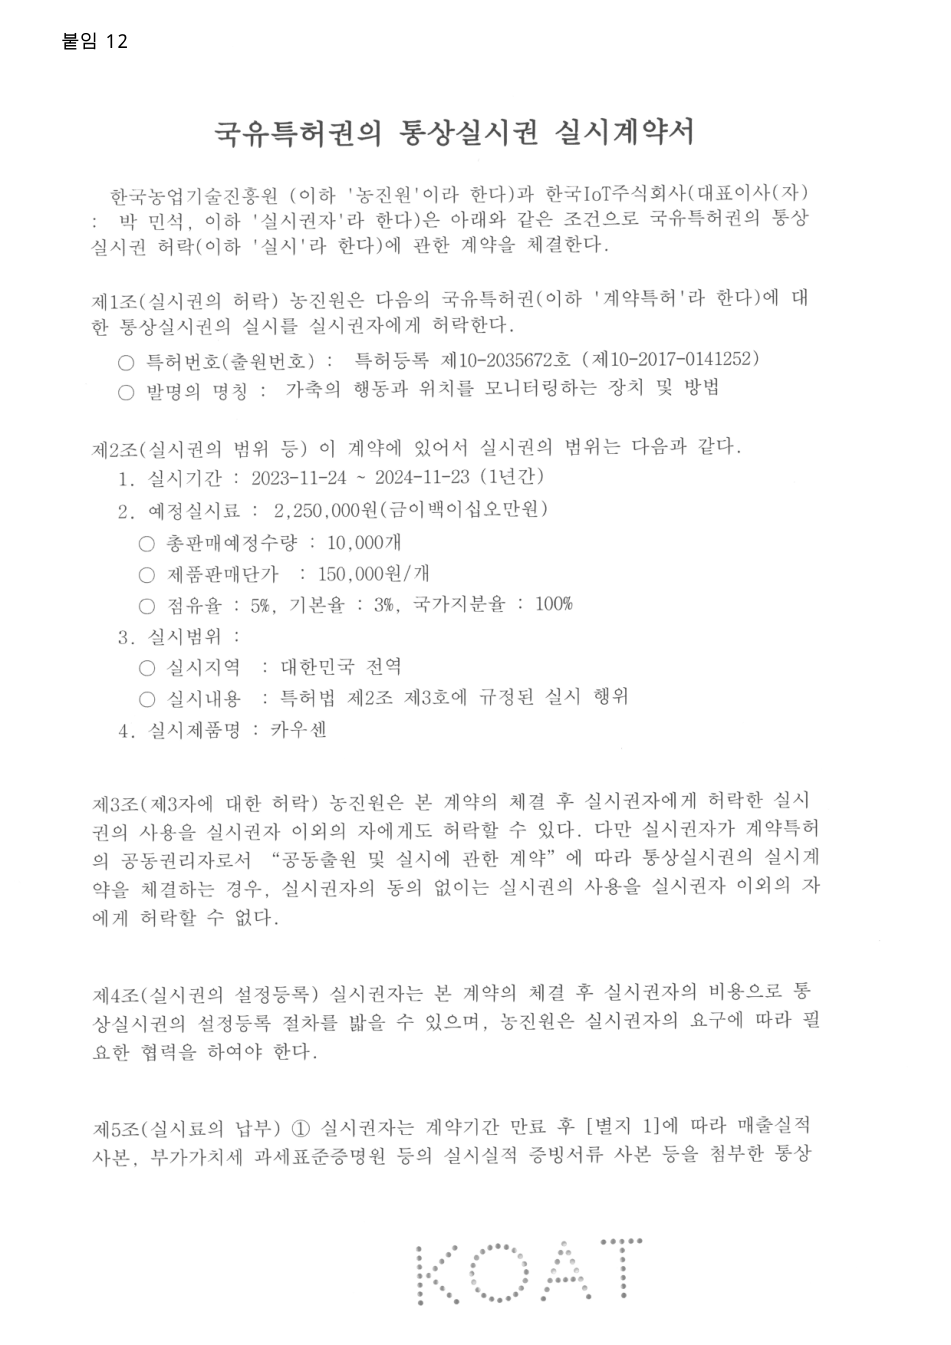 붙임 12
국유특허권의 통상실시권 실시계약서
한국농업기술진흥원 (이하 '농진원'이라 한다)과 한국IoT주식회사(대표이사(자)
: 박 민석, 이하 '실시권자'라 한다)은 아래와 같은 조건으로 국유특허권의 통상
실시권 허락(이하 '실시'라 한다)에 관한 계약을 체결한다.
제1조(실시권의 허락) 농진원은 다음의 국유특허권(이하 '계약특허'라 한다)에 대
한 통상실시권의 실시를 실시권자에게 허락한다.
○ 특허번호(출원번호) : 특허등록 제10-2035672호 (제10-2017-0141252)
○ 발명의 명칭 : 가축의 행동과 위치를 모니터링하는 장치 및 방법
제2조(실시권의 범위 등) 이 계약에 있어서 실시권의 범위는 다음과 같다.
1. 실시기간 : 2023-11-24 ~ 2024-11-23 (1년간)
2. 예정실시료 : 2,250,000원(금이백이십오만원)
○ 총판매예정수량 : 10,000개
○ 제품판매단가 : 150,000원/개
○ 점유율 : 5%, 기본율 : 3%, 국가지분율 : 100%
3. 실시범위 :
○ 실시지역 : 대한민국 전역
○ 실시내용 : 특허법 제2조 제3호에 규정된 실시 행위
4. 실시제품명 : 카우센
제3조(제3자에 대한 허락) 농진원은 본 계약의 체결 후 실시권자에게 허락한 실시
권의 사용을 실시권자 이외의 자에게도 허락할 수 있다. 다만 실시권자가 계약특허
의 공동권리자로서 “공동출원 및 실시에 관한 계약”에 따라 통상실시권의 실시계
약을 체결하는 경우, 실시권자의 동의 없이는 실시권의 사용을 실시권자 이외의 자
에게 허락할 수 없다.
제4조(실시권의 설정등록) 실시권자는 본 계약의 체결 후 실시권자의 비용으로 통
상실시권의 설정등록 절차를 밟을 수 있으며, 농진원은 실시권자의 요구에 따라 필
요한 협력을 하여야 한다.
제5조(실시료의 납부) ① 실시권자는 계약기간 만료 후 [별지 1]에 따라 매출실적
사본, 부가가치세 과세표준증명원 등의 실시실적 증빙서류 사본 등을 첨부한 통상
KOAT